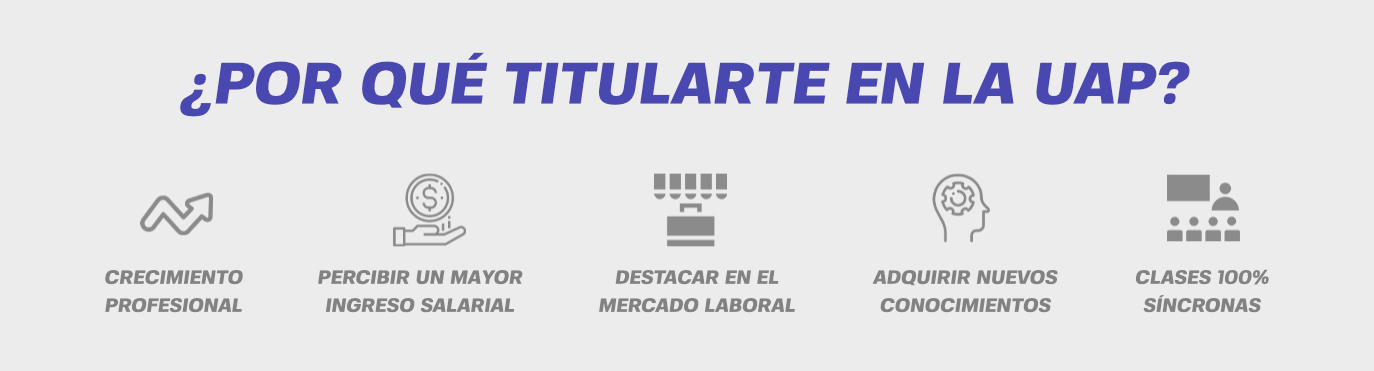 ¿POR QUÉ TITULARTE EN LA UAP?
CRECIMIENTO
PROFESIONAL
PERCIBIR UN MAYOR
INGRESO SALARIAL
DESTACAR EN EL
MERCADO LABORAL
ADQUIRIR NUEVOS
CONOCIMIENTOS
CLASES 100%
SÍNCRONAS